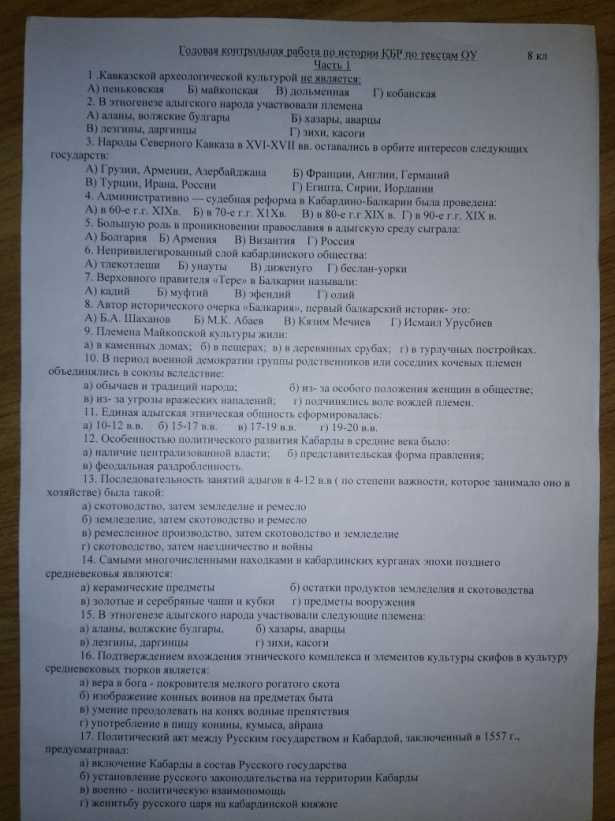 Годовая контрольная работа по истории КБР по текстам ОУ 8 кл
Часть 1
1 .Кавказской археологической культурой не является:
А) пеньковская Б) майкопская В) дольменная Г) кобанская
2. В этногенезе адыгского народа участвовали племена
А) аланы, волжские булгары Б) хазары, аварцы
В) лезгины, даргинцы Г) зихи, касоги
3. Народы Северного Кавказа в XVI-XVII вв. оставались в орбите интересов следующих
государств:
А) Грузии, Армении, Азербайджана Б) Франции, Англии, Германий
В) Турции, Ирана, России Г) Египта, Сирии, Иордании
4. Административно — судебная реформа в Кабардино-Балкарии была проведена:
А) в 60-е г.г. XIXв. Б) в 70-е г.г. X1Xв. В) в 80-е г.г XIX в. Г) в 90-е г.г. XIX в.
5. Большую роль в проникновении православия в адыгскую среду сыграла:
А) Болгария Б) Армения В) Византия Г) Россия
6. Непривилегированный слой кабардинского общества:
А) тлекотлеши Б) унауты В) диженуго Г) беслан-уорки
7. Верховного правителя «Тере» в Балкарии называли:
А) кадий Б) муфтий В) эфендий Г) олий
8. Автор исторического очерка «Балкария», первый балкарский историк- это:
А) Б.А. Шаханов Б) М.К. Абаев В) Кязим Мечиев Г) Исмаил Урусбиев
9. Племена Майкопской культуры жили:
а) в каменных домах; б) в пещерах; в) в деревянных срубах; г) в турлучных постройках.
10. В период военной демократии группы родственников или соседних кочевых племен
объединялись в союзы вследствие:
а) обычаев и традиций народа; б) из- за особого положения женщин в обществе;
в) из- за угрозы вражеских нападений; г) подчинялись воле вождей племен.
11. Единая адыгская этническая общность сформировалась:
а) 10-12 в.в. б) 15-17 в.в. в) 17-19 в.в. г) 19-20 в.в.
12. Особенностью политического развития Кабарды в средние века было:
а) наличие централизованной власти; б) представительская форма правления;
в) феодальная раздробленность.
13. Последовательность занятий адыгов в 4-12 в.в ( по степени важности, которое занимало оно в
хозяйстве) была такой:
а) скотоводство, затем земледелие и ремесло
б) земледелие, затем скотоводство и ремесло
в) ремесленное производство, затем скотоводство и земледелие
г) скотоводство, затем наездничество и войны
14. Самыми многочисленными находками в кабардинских курганах эпохи позднего
средневековья являются:
а) керамические предметы б) остатки продуктов земледелия и скотоводства
в) золотые и серебряные чаши и кубки г) предметы вооружения
15. В этногенезе адыгского народа участвовали следующие племена:
а) аланы, волжские булгары, б) хазары, аварцы
в) лезгины, даргинцы г) зихи, касоги
16. Подтверждением вхождения этнического комплекса и элементов культуры скифов в культуру
средневековых тюрков является:
а) вера в бога - покровителя мелкого рогатого скота
б) изображение конных воинов на предметах быта
в) умение преодолевать на конях водные препятствия
г) употребление в пищу конины, кумыса, айрана
17. Политический акт между Русским государством и Кабардой, заключенный в 1557 г.,
предусматривал:
а) включение Кабарды в состав Русского государства
б) установление русского законодательства на территории Кабарды
в) военно - политическую взаимопомощь
г) женитьбу русского царя на кабардинской княжне